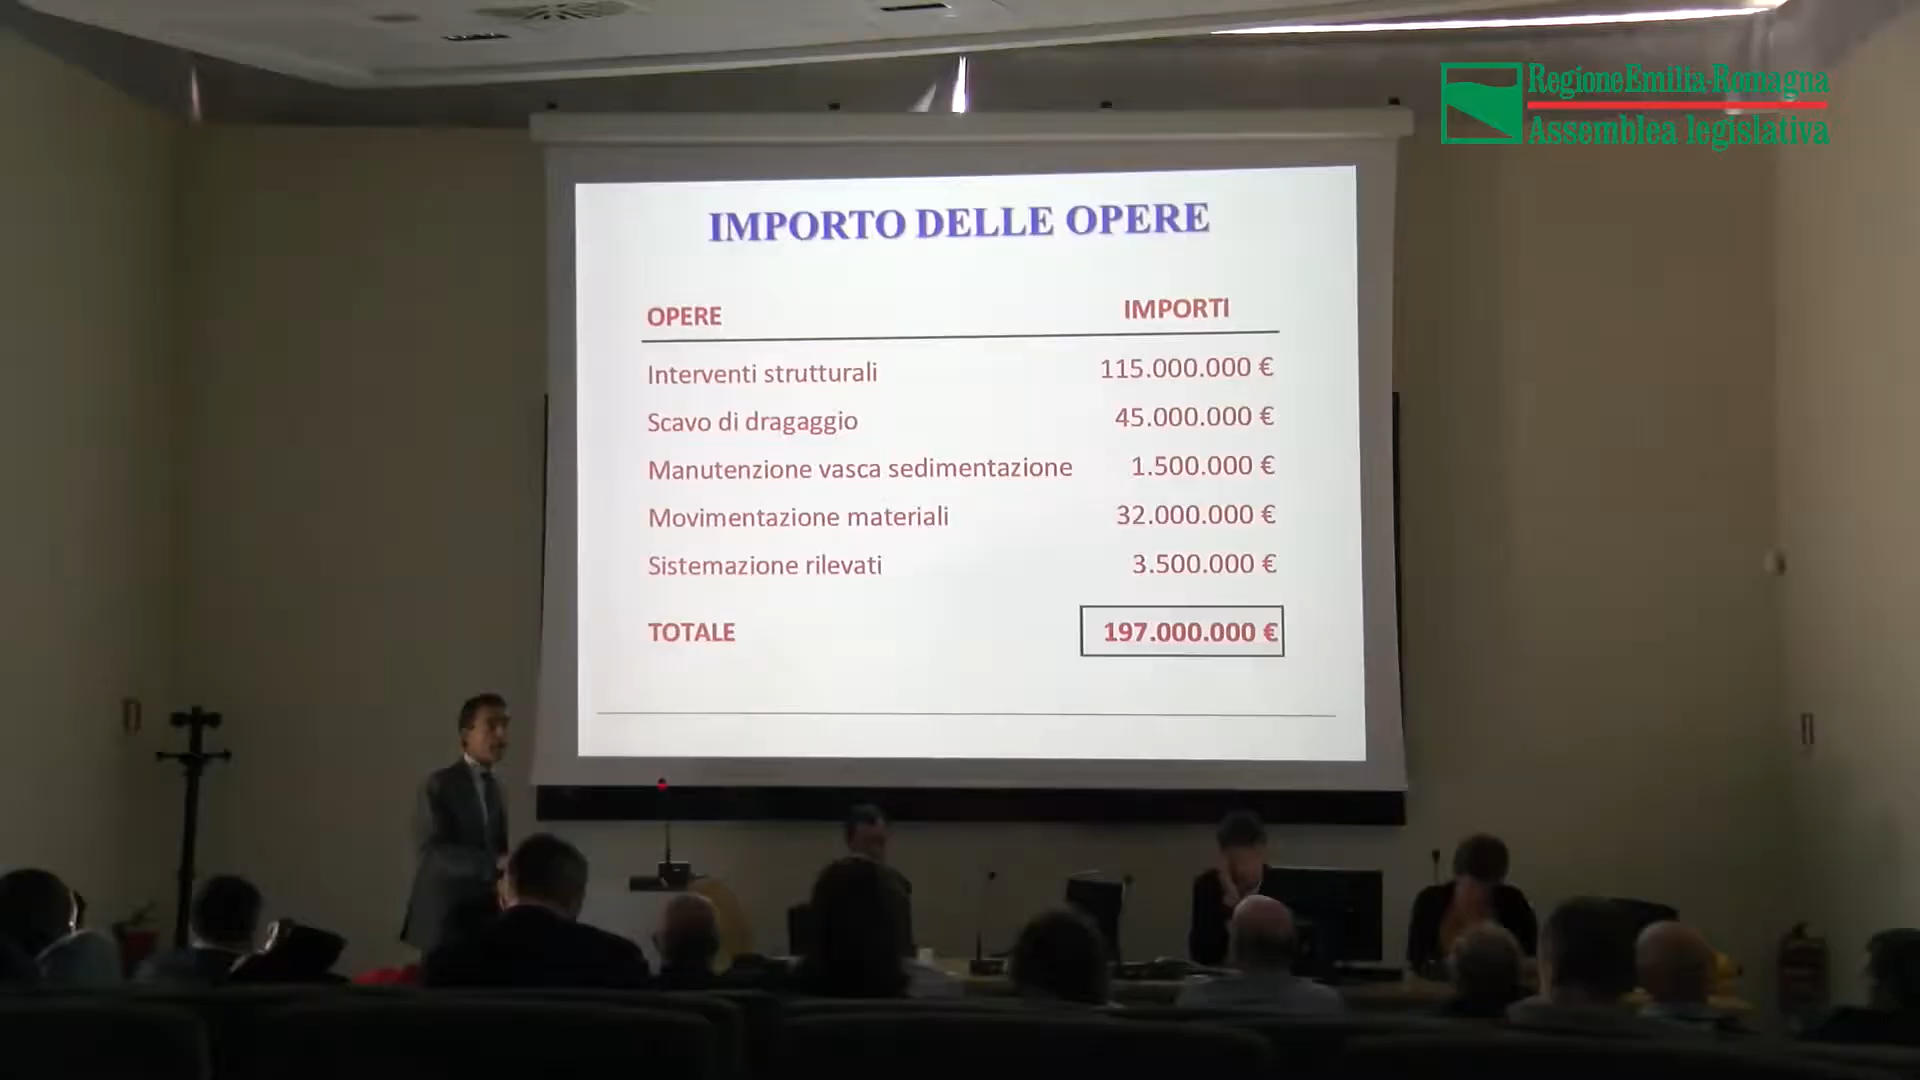 RegioneEmilia-Romagna
Assemblea legislativa
IMPORTO DELLE OPERE
OPERE IMPORTI
Interventi strutturali 115.000.000 €
Scavo di dragaggio 45.000.000 €
Manutenzione vasca sedimentazione 1.500.000 €
Movimentazione materiali 32.000.000 €
Sistemazione rilevati 3.500.000 €
TOTALE 197.000.000 €